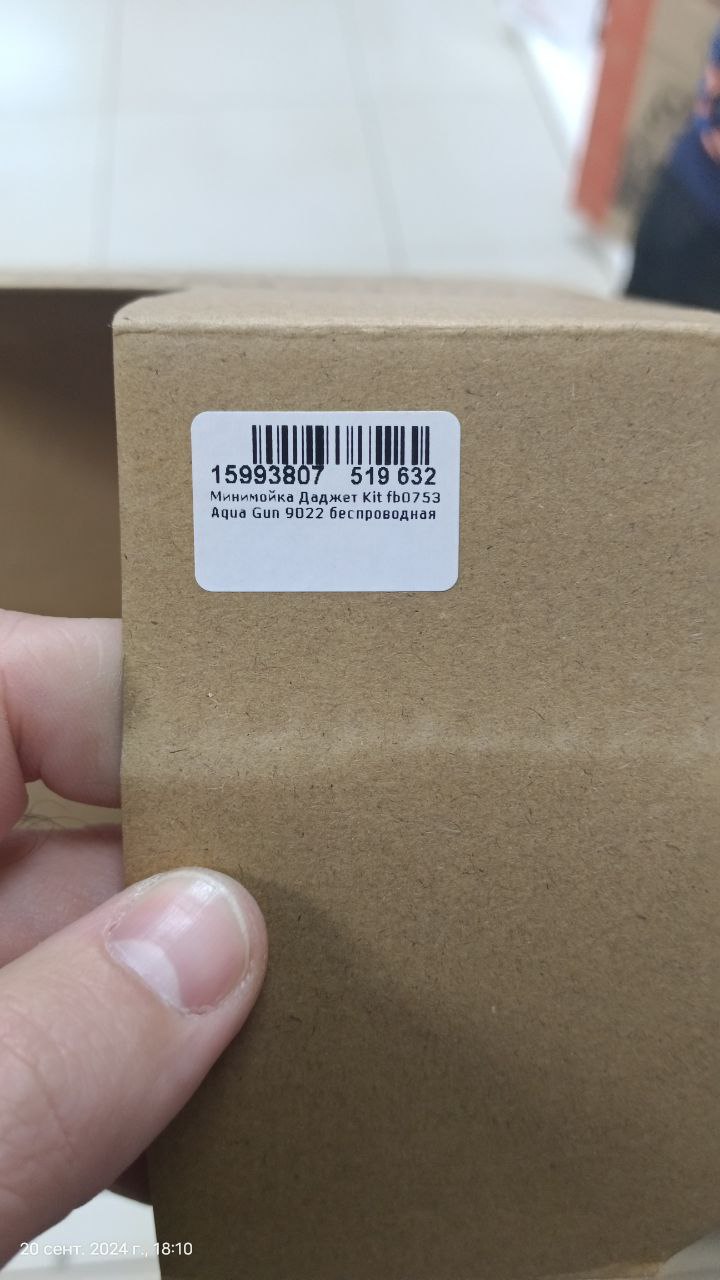 15993807 519 632
Минимойка Даджет Kit fb0753
Aqua Gun 9022 беспроводная
20 сент. 2024 г., 18:10